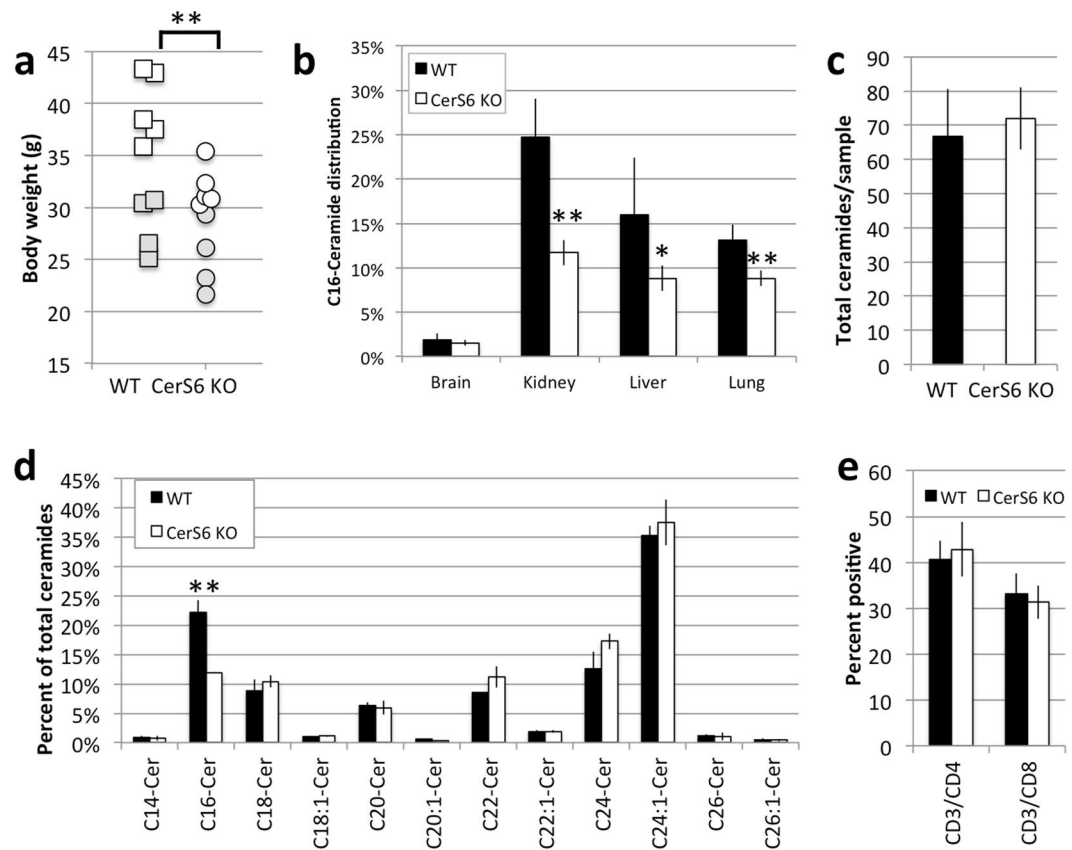 a
**
Body weight (g)
45
40
35
30
25
20
15
WT CerS6 KO
b
C16-Ceramide distribution
35%
30%
25%
20%
15%
10%
5%
0%
WT
CerS6 KO
**
*
**
Brain Kidney Liver Lung
c
Total ceramides/sample
90
80
70
60
50
40
30
20
10
0
WT CerS6 KO
d
Percent of total ceramides
45%
40%
35%
30%
25%
20%
15%
10%
5%
0%
WT
CerS6 KO
**
C14-Cer
C16-Cer
C18-Cer
C18:1-Cer
C20-Cer
C20:1-Cer
C22-Cer
C22:1-Cer
C24-Cer
C24:1-Cer
C26-Cer
C26:1-Cer
e
Percent positive
60
50
40
30
20
10
0
WT CerS6 KO
CD3/CD4
CD3/CD8